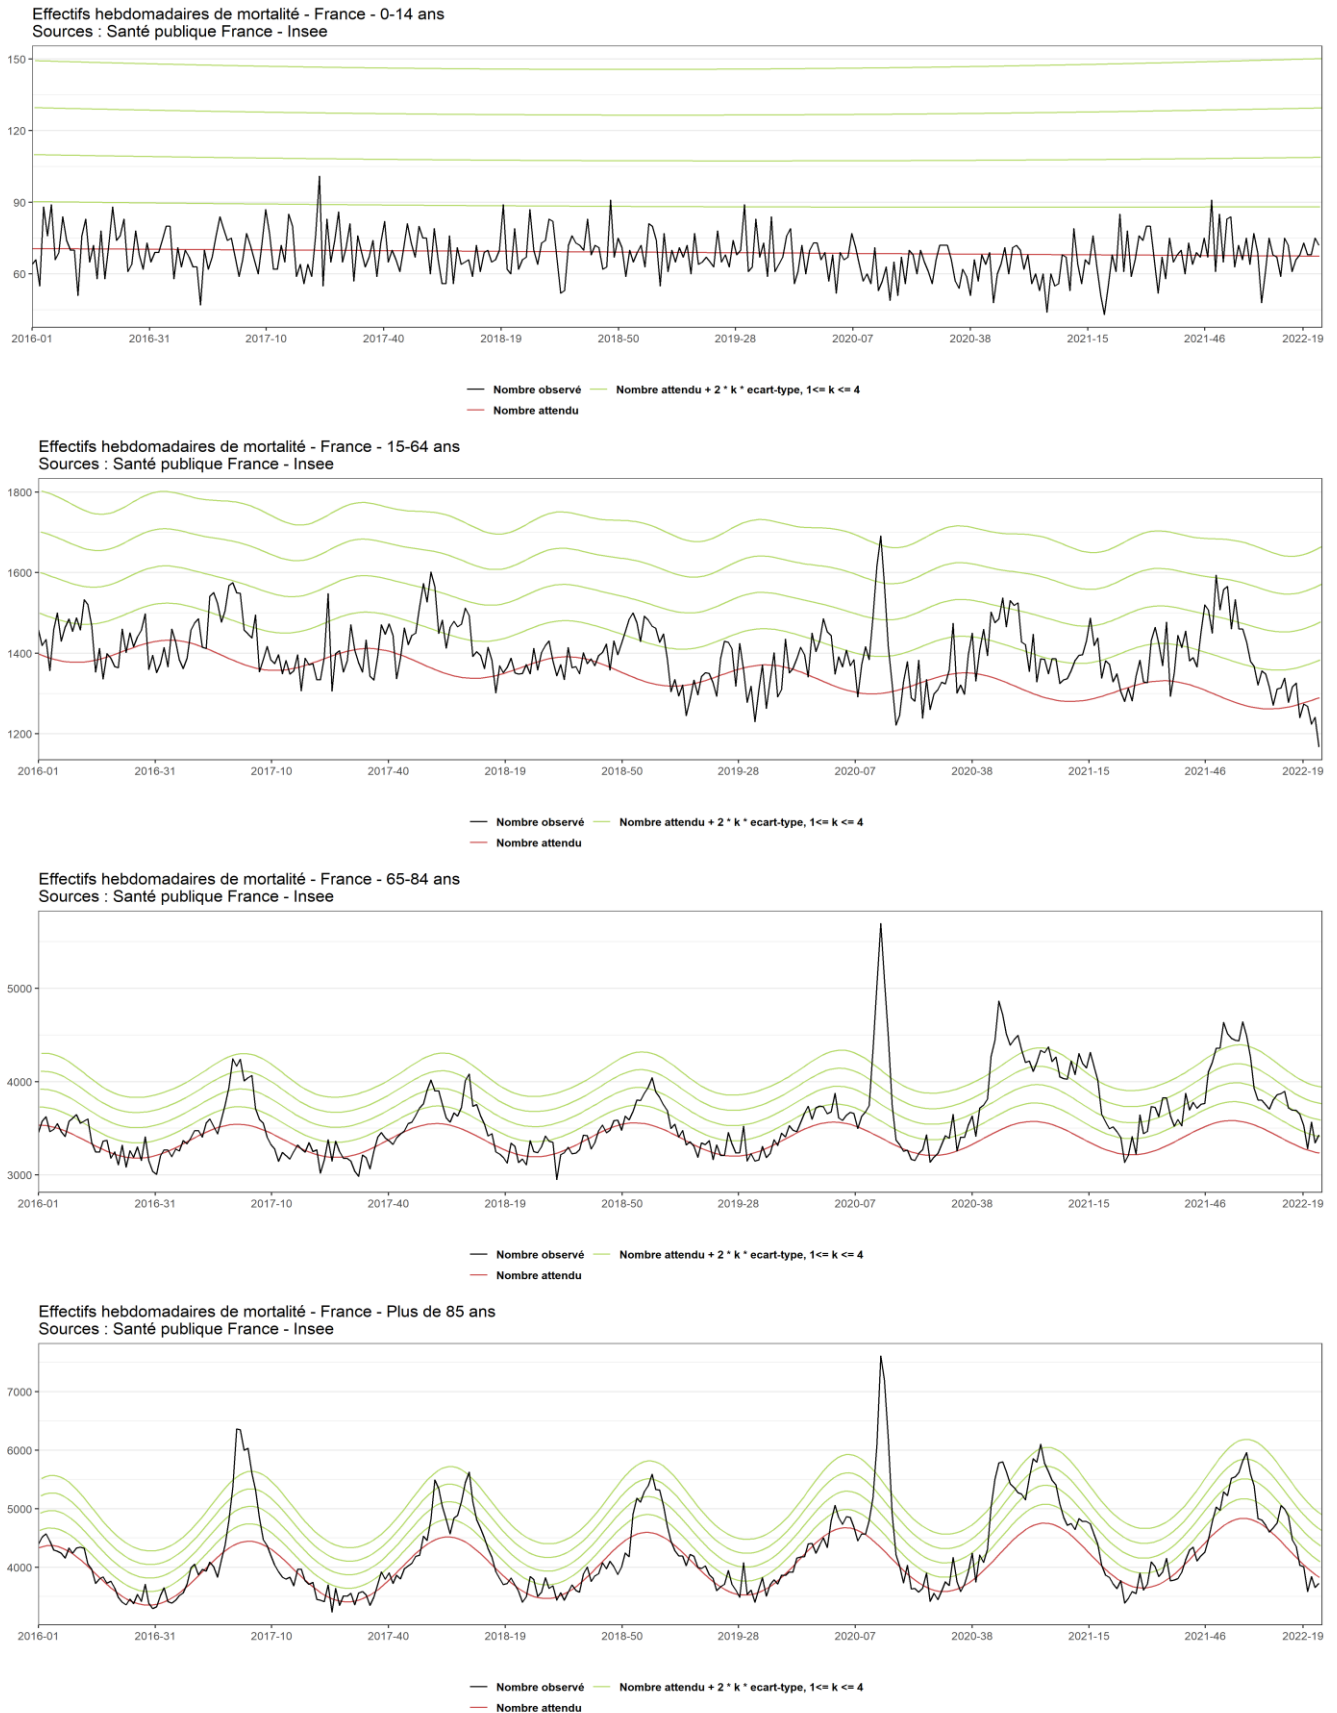 Effectifs hebdomadaires de mortalité - France - 0-14 ans
Sources : Santé publique France - Insee
150
120
90
60
2016-01 2016-31 2017-10 2017-40 2018-19 2018-50 2019-28 2020-07 2020-38 2021-15 2021-46 2022-19
Nombre observé Nombre attendu + 2 * k * ecart-type, 1<= k <= 4
Nombre attendu
Effectifs hebdomadaires de mortalité - France - 15-64 ans
Sources : Santé publique France - Insee
1800
1600
1400
1200
2016-01 2016-31 2017-10 2017-40 2018-19 2018-50 2019-28 2020-07 2020-38 2021-15 2021-46 2022-19
Nombre observé Nombre attendu + 2 * k * ecart-type, 1<= k <= 4
Nombre attendu
Effectifs hebdomadaires de mortalité - France - 65-84 ans
Sources : Santé publique France - Insee
5000
4000
3000
2016-01 2016-31 2017-10 2017-40 2018-19 2018-50 2019-28 2020-07 2020-38 2021-15 2021-46 2022-19
Nombre observé Nombre attendu + 2 * k * ecart-type, 1<= k <= 4
Nombre attendu
Effectifs hebdomadaires de mortalité - France - Plus de 85 ans
Sources : Santé publique France - Insee
7000
6000
5000
4000
2016-01 2016-31 2017-10 2017-40 2018-19 2018-50 2019-28 2020-07 2020-38 2021-15 2021-46 2022-19
Nombre observé Nombre attendu + 2 * k * ecart-type, 1<= k <= 4
Nombre attendu